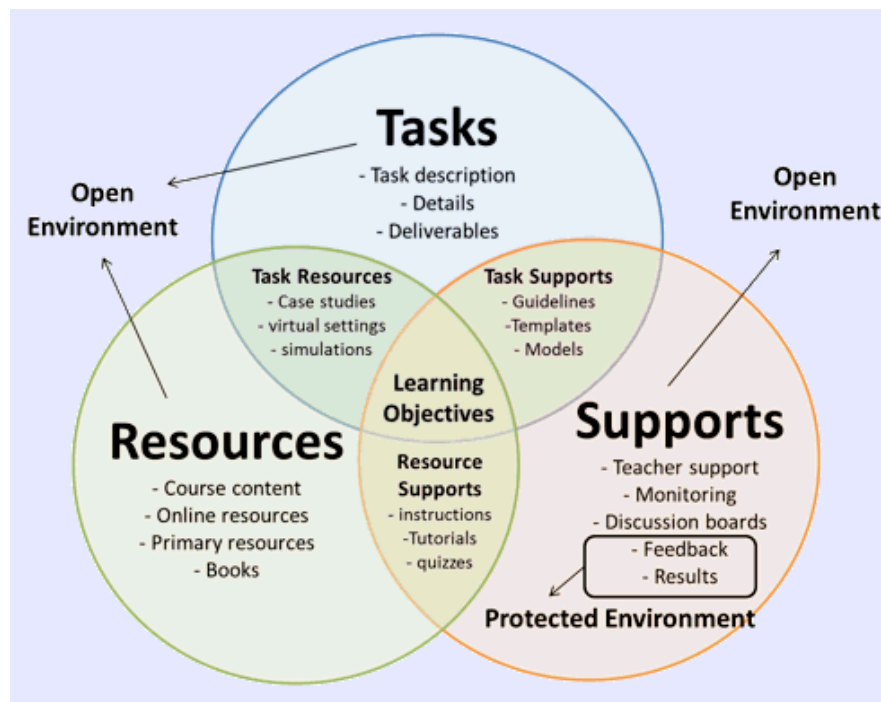 Tasks
- Task description
- Details
- Deliverables
Open
Environment
Open
Environment
Task Resources
- Case studies
- virtual settings
- simulations
Task Supports
- Guidelines
-Templates
- Models
Learning
Objectives
Resources
- Course content
- Online resources
- Primary resources
- Books
Resource
Supports
- instructions
-Tutorials
- quizzes
Supports
- Teacher support
- Monitoring
- Discussion boards
- Feedback
- Results
Protected Environment